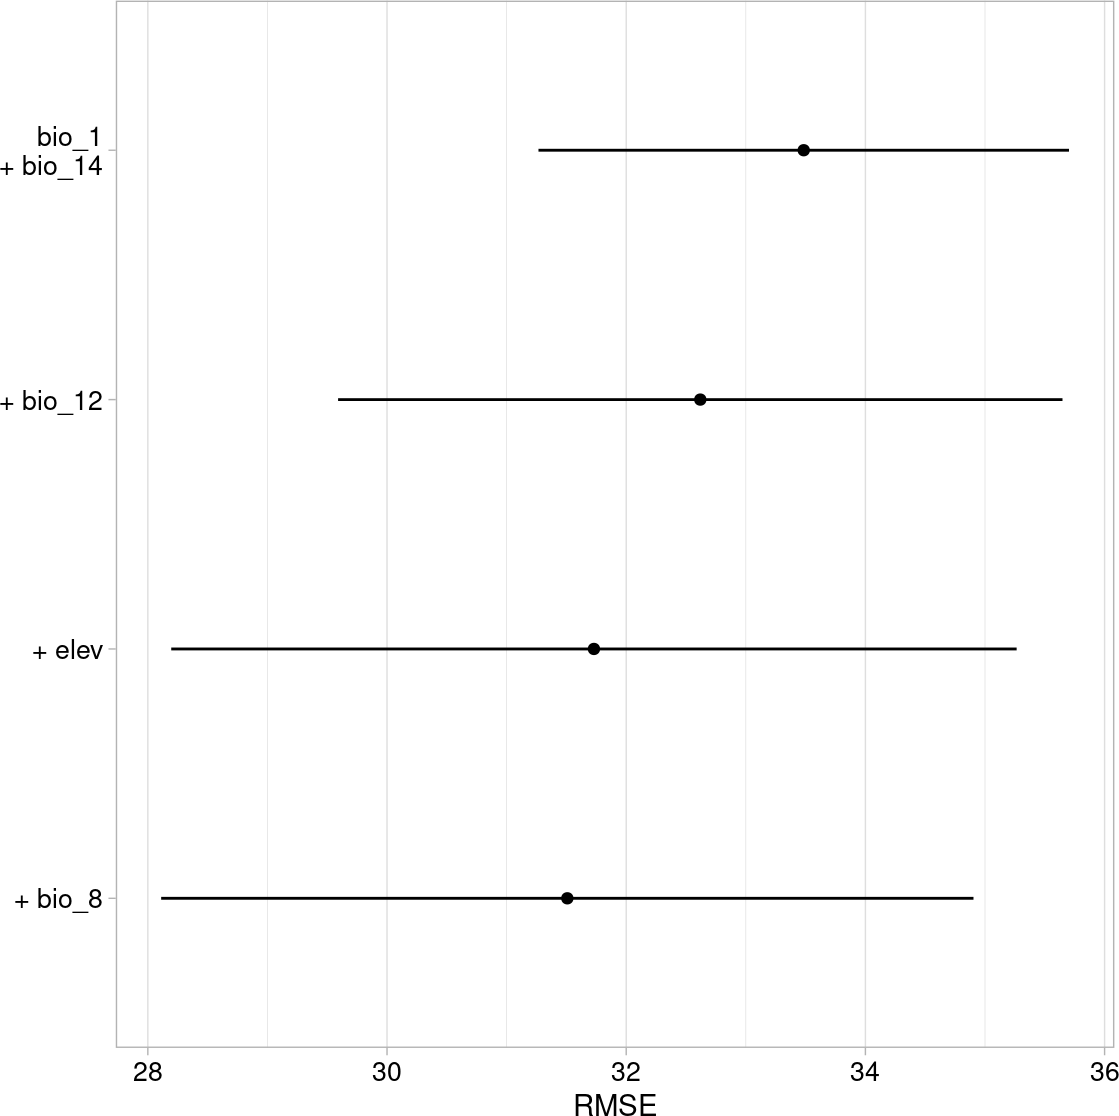 bio_1
+ bio_14
+ bio_12
+ elev
+ bio_8
28 30 32 34 36
RMSE